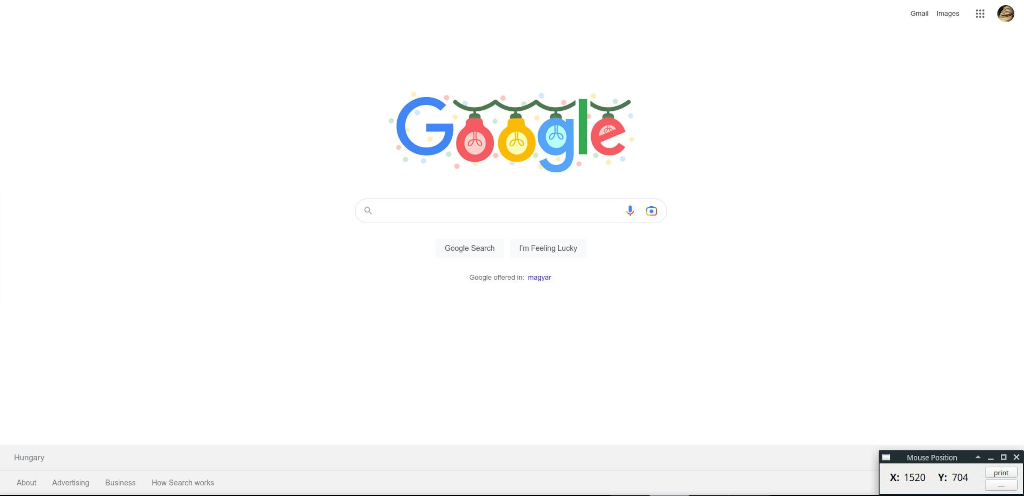 Gmail Images
Google
Google Search I'm Feeling Lucky
Google offered in: magyar
Hungary
About Advertising Business How Search works
Mouse Position
X: 1520 Y: 704 print
...